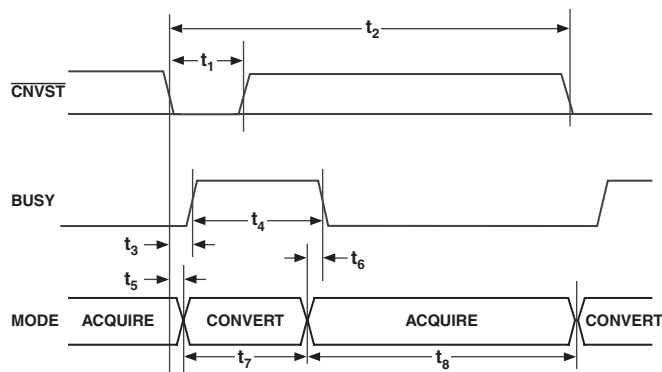 t2
t1
CNVST
BUSY
t4
t3
t6
t5
MODE ACQUIRE CONVERT ACQUIRE CONVERT
t7 t8